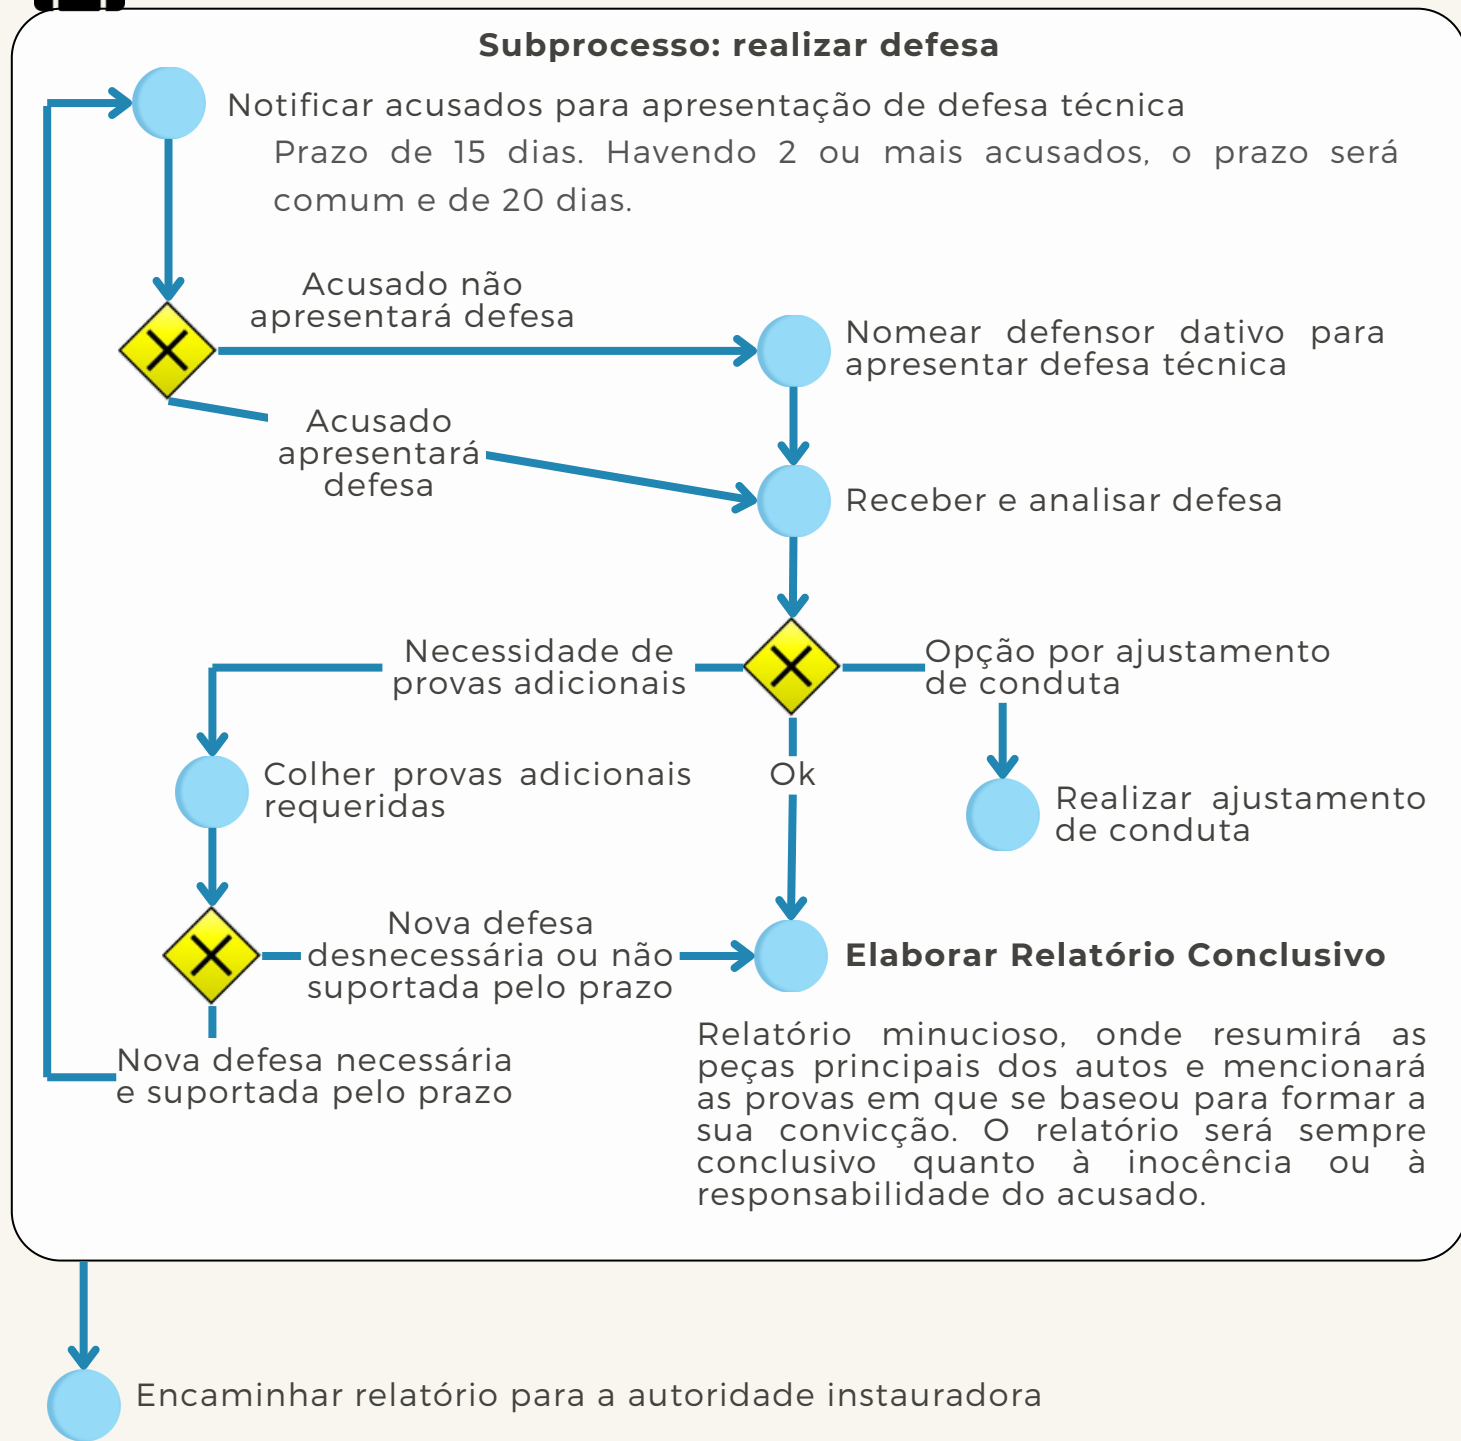 Subprocesso: realizar defesa
Notificar acusados para apresentação de defesa técnica
Prazo de 15 dias. Havendo 2 ou mais acusados, o prazo será
comum e de 20 dias.
Acusado não
apresentará defesa
Nomear defensor dativo para
apresentar defesa técnica
Acusado
apresentará
defesa
Receber e analisar defesa
Necessidade de
provas adicionais
Opção por ajustamento
de conduta
Colher provas adicionais
requeridas
Ok
Realizar ajustamento
de conduta
Nova defesa
desnecessária ou não
suportada pelo prazo
Elaborar Relatório Conclusivo
Nova defesa necessária
e suportada pelo prazo
Relatório minucioso, onde resumirá as
peças principais dos autos e mencionará
as provas em que se baseou para formar a
sua convicção. O relatório será sempre
conclusivo quanto à inocência ou à
responsabilidade do acusado.
Encaminhar relatório para a autoridade instauradora